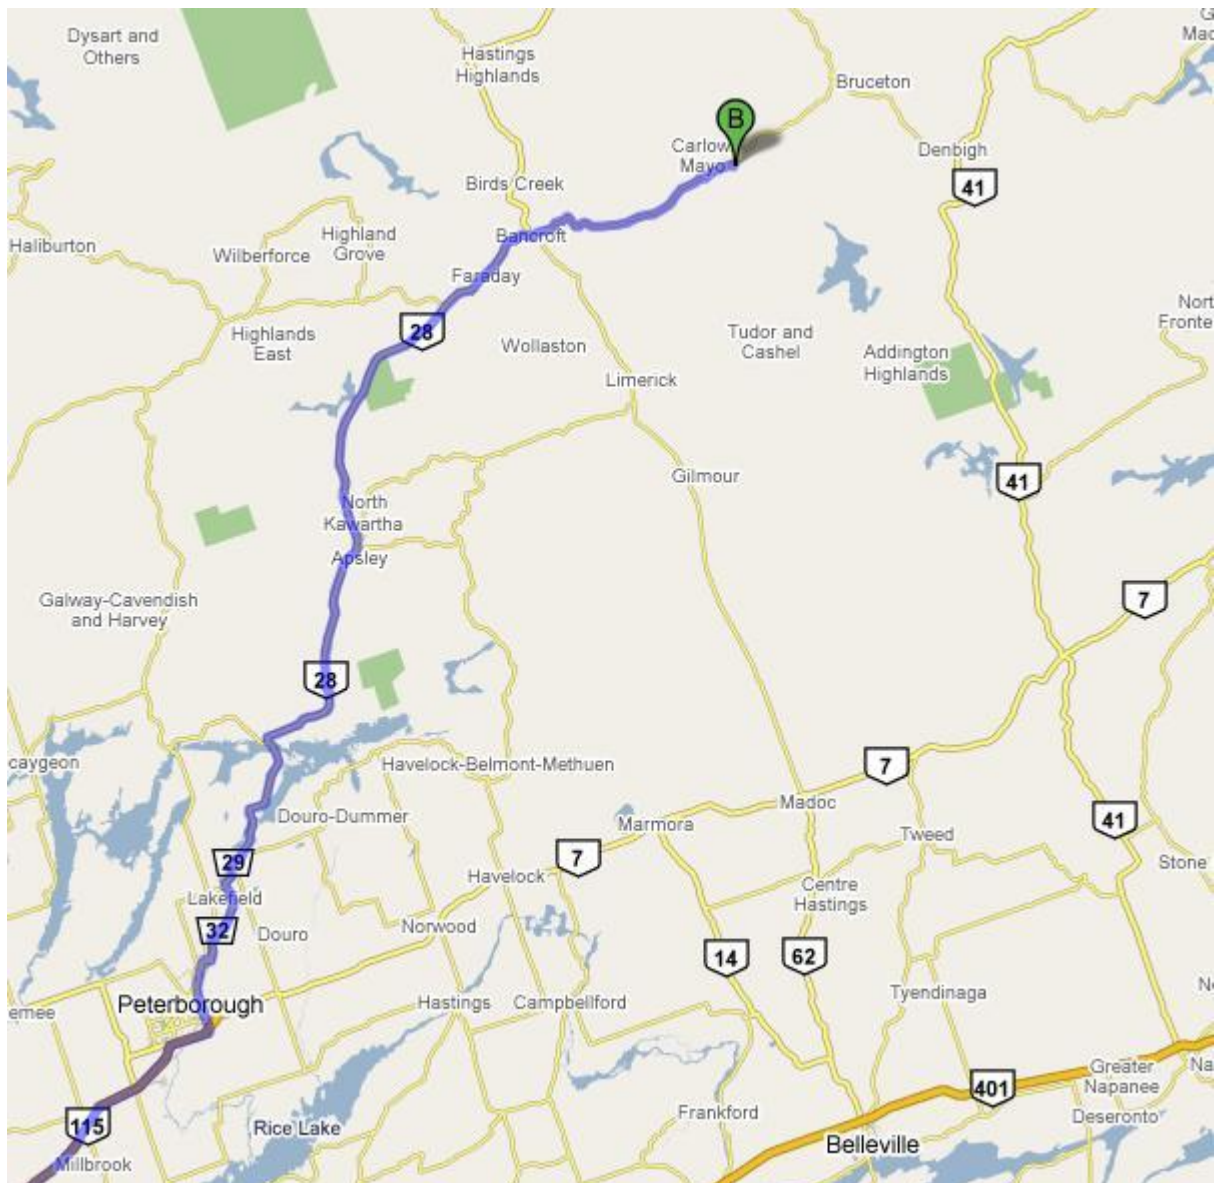 Dysart and
Others
Hastings
Highlands
G
Mac
Bruceton
B
Carlow
Mayo
Denbigh
41
Birds Creek
Haliburton
Highland
Grove
Wilberforce
Bancroft
Faraday
28
Highlands
East
Wollaston
Tudor and
Cashel
Addington
Highlands
Nort
Fronte
Limerick
Gilmour
41
North
Kawartha
Apsley
Galway-Cavendish
and Harvey
7
28
caygeon
Havelock-Belmont-Methuen
7
Madoc
Douro-Dummer
Marmora
41
Tweed
29
7
Stone
Lakefield
Havelock
Centre
Hastings
32
Douro
Norwood
14
62
Peterborough
emee
Hastings
Campbellford
Tyendinaga
N
Greater
Napanee
Na
401
Deseronto
115
Rice Lake
Frankford
Belleville
Millbrook